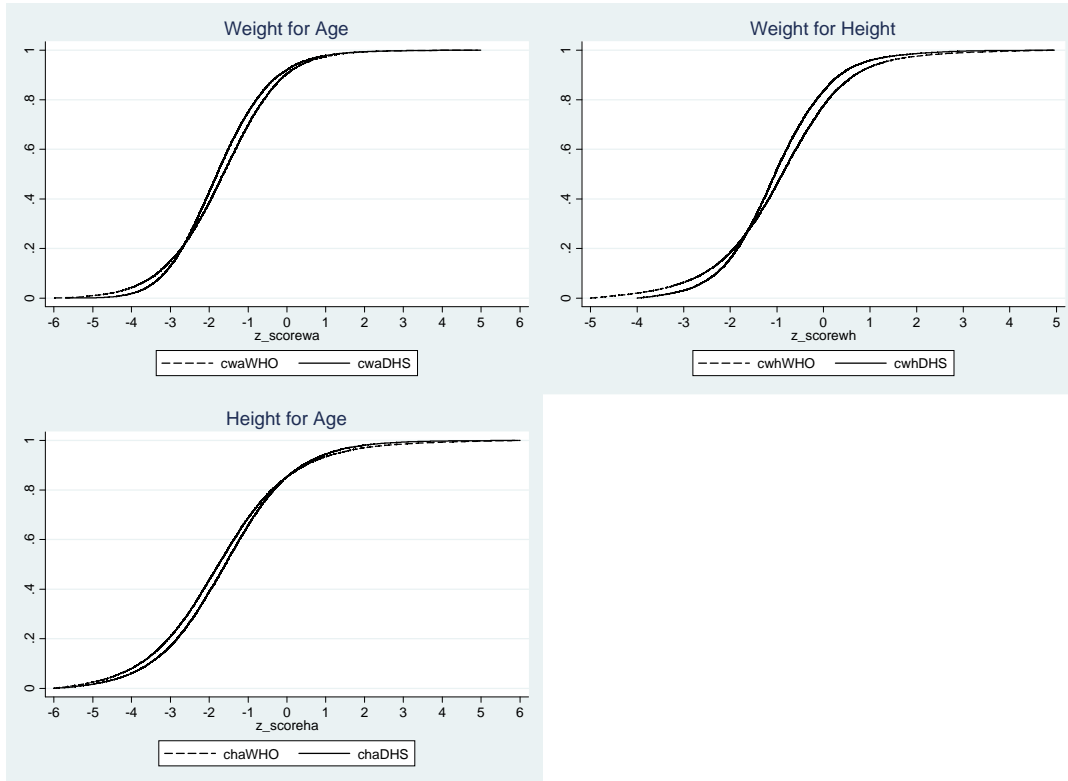 Weight for Age
1
.8
.6
.4
.2
0
-6 -5 -4 -3 -2 -1 0 1 2 3 4 5 6
z_scorewa
cwaWHO cwaDHS
Weight for Height
1
.8
.6
.4
.2
0
-5 -4 -3 -2 -1 0 1 2 3 4 5
z_scorewh
cwhWHO cwhDHS
Height for Age
1
.8
.6
.4
.2
0
-6 -5 -4 -3 -2 -1 0 1 2 3 4 5 6
z_scoreha
chaWHO chaDHS